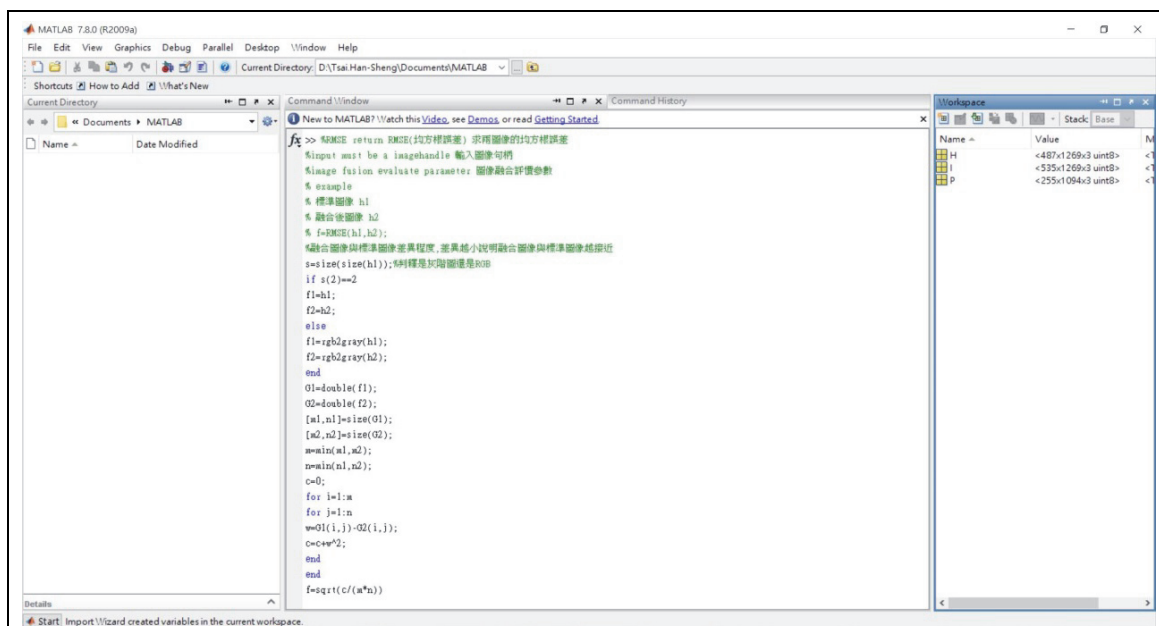 MATLAB 7.8.0 (R2009a)
File Edit View Graphics Debug Parallel Desktop Window Help
Current Directory: D:\Tsai.Han-Sheng\Documents\MATLAB
Shortcuts How to Add What's New
Current Directory
« Documents MATLAB
Name Date Modified
Details
Command Window Command History
New to MATLAB? Watch this Video, see Demos, or read Getting Started.
fx >> %RMSE return RMSE(均方根誤差) 求兩圖像的均方根誤差
%input must be a imagehandle 輸入圖像句柄
%image fusion evaluate parameter 圖像融合評價參數
% example
% 標準圖像 h1
% 融合後圖像 h2
% f=RMSE(h1,h2);
%融合圖像與標準圖像差異程度,差異越小說明融合圖像與標準圖像越接近
s=size(size(h1));%判釋是灰階圖還是RGB
if s(2)==2
f1=h1;
f2=h2;
else
f1=rgb2gray(h1);
f2=rgb2gray(h2);
end
G1=double(f1);
G2=double(f2);
[m1,n1]=size(G1);
[m2,n2]=size(G2);
m=min(m1,m2);
n=min(n1,n2);
c=0;
for i=1:m
for j=1:n
w=G1(i,j)-G2(i,j);
c=c+w^2;
end
end
f=sqrt(c/(m*n))
Workspace
Stack: Base
Name Value M
H <487x1269x3 uint8> <T
I <535x1269x3 uint8> <T
P <255x1094x3 uint8> <T
Start Import Wizard created variables in the current workspace.